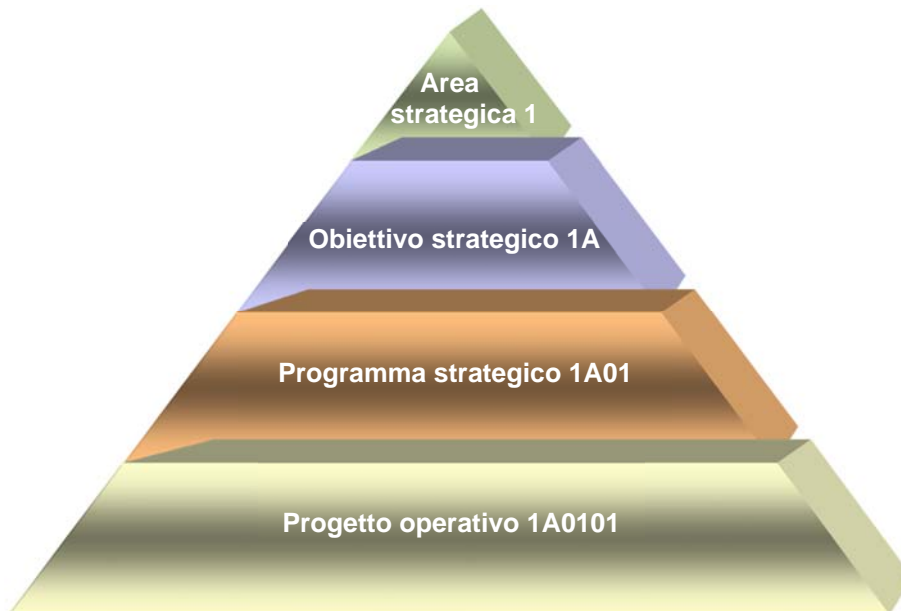 Area
strategica 1
Obiettivo strategico 1A
Programma strategico 1A01
Progetto operativo 1A0101